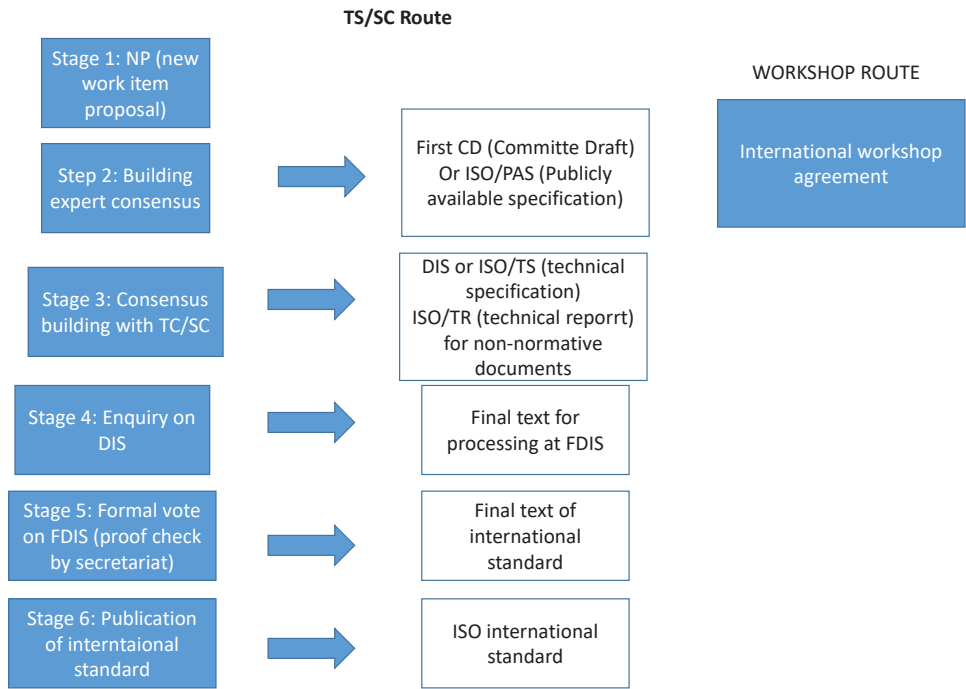 TS/SC Route
Stage 1: NP (new
work item
proposal)
WORKSHOP ROUTE
International workshop
agreement
Step 2: Building
expert consensus
First CD (Committe Draft)
Or ISO/PAS (Publicly
available specification)
Stage 3: Consensus
building with TC/SC
DIS or ISO/TS (technical
specification)
ISO/TR (technical reporrt)
for non-normative
documents
Stage 4: Enquiry on
DIS
Final text for
processing at FDIS
Stage 5: Formal vote
on FDIS (proof check
by secretariat)
Final text of
international
standard
Stage 6: Publication
of interntaional
standard
ISO international
standard